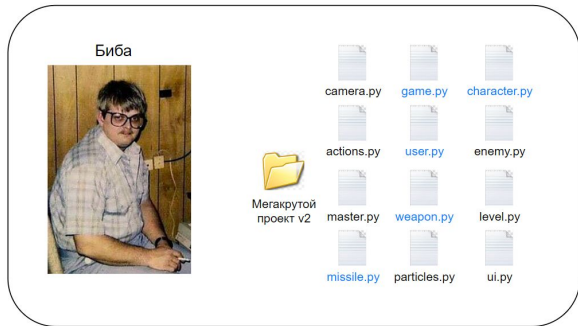 Биба
camera.py game.py character.py
actions.py user.py enemy.py
Мегакрутой
проект v2
master.py weapon.py level.py
missile.py particles.py ui.py